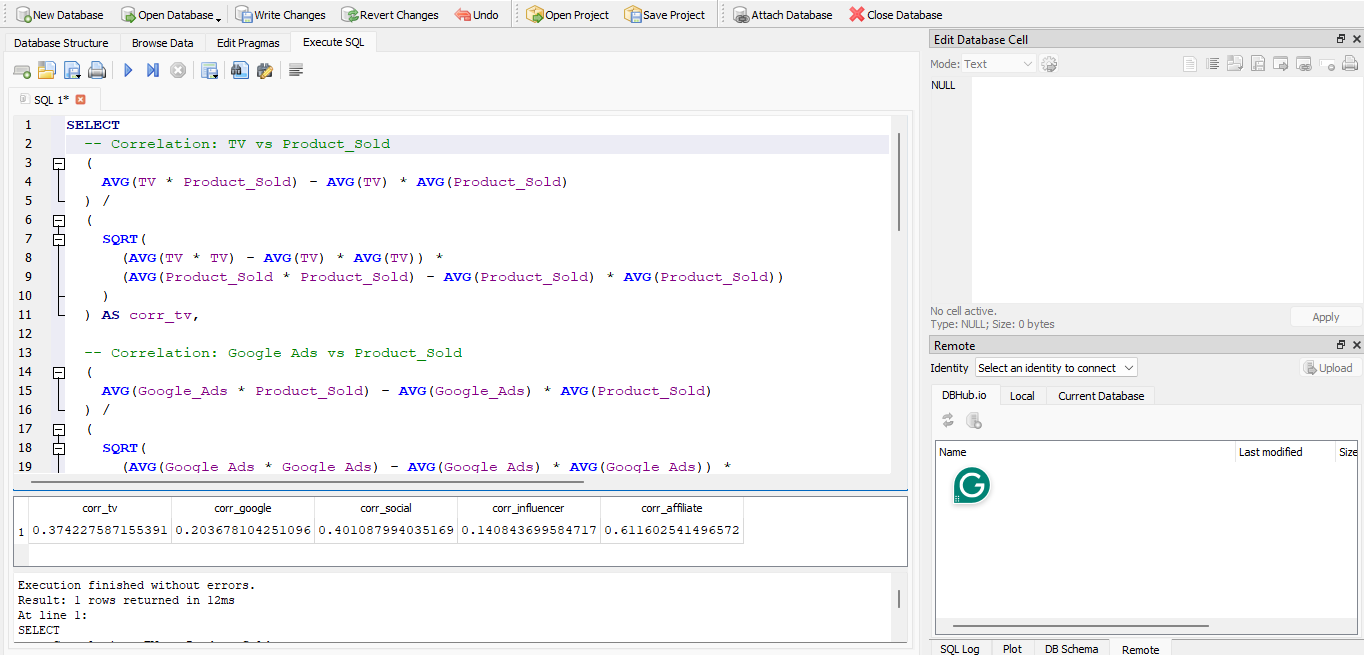 New Database Open Database Write Changes Revert Changes Undo Open Project Save Project Attach Database Close Database
Database Structure Browse Data Edit Pragmas Execute SQL
SQL 1*
1 SELECT
2 -- Correlation: TV vs Product_Sold
3 (
4 AVG(TV * Product_Sold) - AVG(TV) * AVG(Product_Sold)
5 ) /
6 (
7 SQRT(
8 (AVG(TV * TV) - AVG(TV) * AVG(TV)) *
9 (AVG(Product_Sold * Product_Sold) - AVG(Product_Sold) * AVG(Product_Sold))
10 )
11 ) AS corr_tv,
12
13 -- Correlation: Google Ads vs Product_Sold
14 (
15 AVG(Google_Ads * Product_Sold) - AVG(Google_Ads) * AVG(Product_Sold)
16 ) /
17 (
18 SQRT(
19 (AVG(Google_Ads * Google_Ads) - AVG(Google_Ads) * AVG(Google_Ads)) *
corr_tv corr_google corr_social corr_influencer corr_affiliate
1 0.374227587155391 0.203678104251096 0.401087994035169 0.140843699584717 0.611602541496572
Execution finished without errors.
Result: 1 rows returned in 12ms
At line 1:
SELECT
Edit Database Cell
Mode: Text
NULL
No cell active.
Type: NULL; Size: 0 bytes
Apply
Remote
Identity Select an identity to connect Upload
DBHub.io Local Current Database
Name Last modified Size
G
SQL Log Plot DB Schema Remote